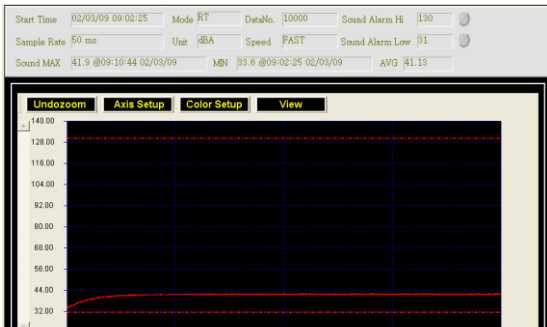 Start Time 02/03/09 09:02:25 Mode RT DataNo. 10000 Sound Alarm Hi 130
Sample Rate 50 ms Unit dBA Speed FAST Sound Alarm Low 31
Sound MAX 41.9 @09:10:44 02/03/09 MIN 33.6 @09:02:25 02/03/09 AVG 41.13
Undozoom Axis Setup Color Setup View
140.00
128.00
116.00
104.00
92.00
80.00
68.00
56.00
44.00
32.00